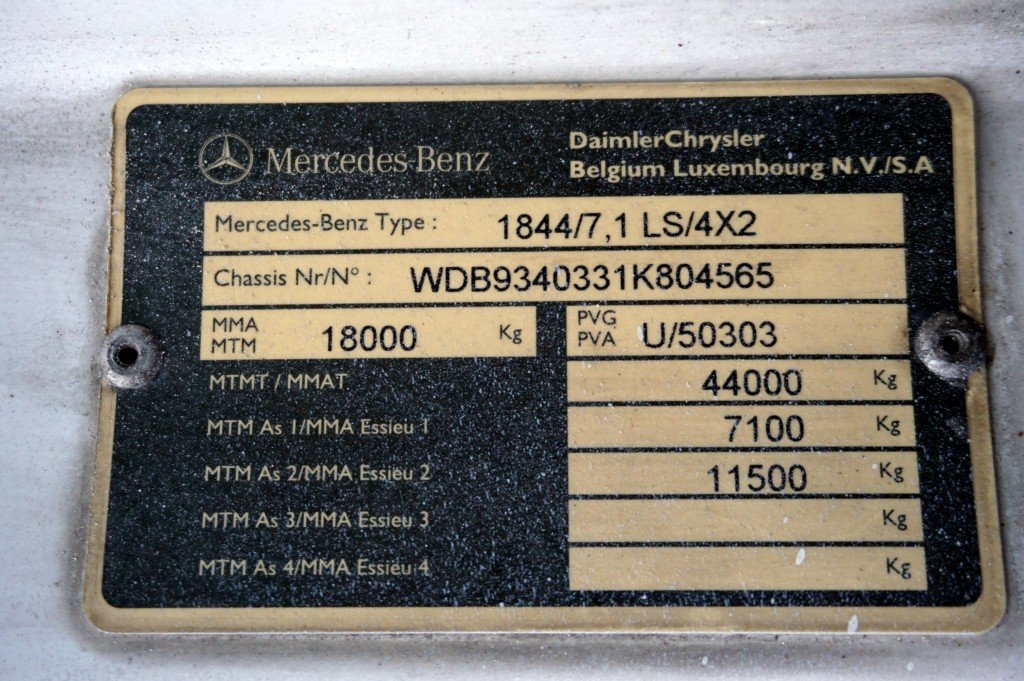 Mercedes-Benz
DaimlerChrysler
Belgium Luxembourg N.V./S.A
Mercedes-Benz Type : 1844/7,1 LS/4X2
Chassis Nr/N° : WDB9340331K804565
MMA
MTM 18000 Kg
PVG
PVA U/50303
MTMT / MMAT 44000 Kg
MTM As 1/MMA Essieu 1 7100 Kg
MTM As 2/MMA Essieu 2 11500 Kg
MTM As 3/MMA Essieu 3 Kg
MTM As 4/MMA Essieu 4 Kg